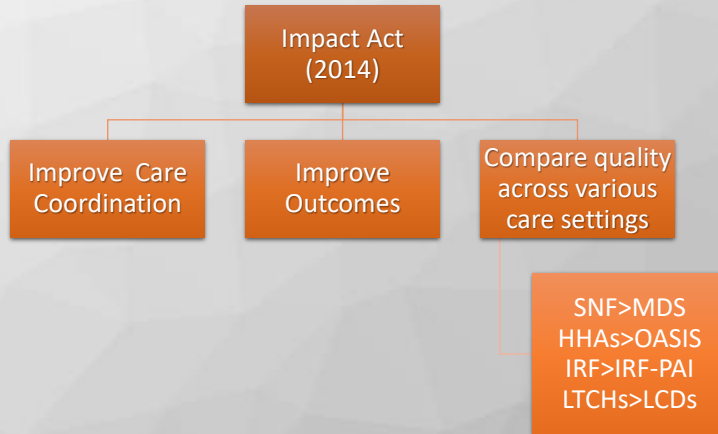 Impact Act
(2014)
Improve Care
Coordination
Improve
Outcomes
Compare quality
across various
care settings
SNF>MDS
HHAs>OASIS
IRF>IRF-PAI
LTCHs>LCDs